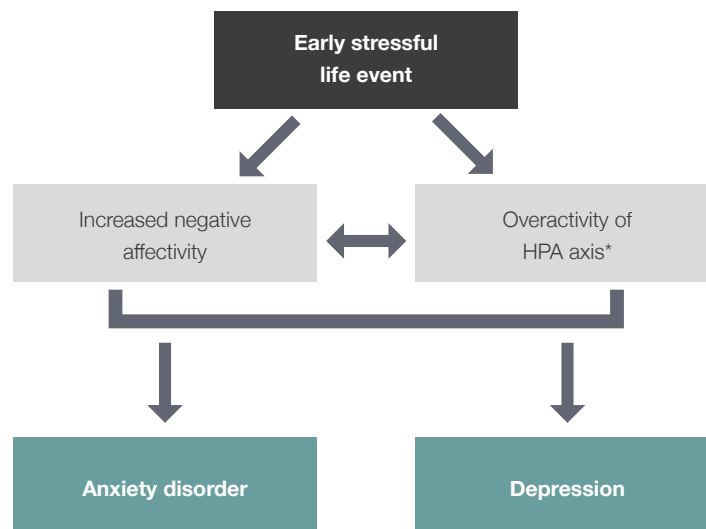 Early stressful
life event
Increased negative
affectivity
Overactivity of
HPA axis*
Anxiety disorder
Depression